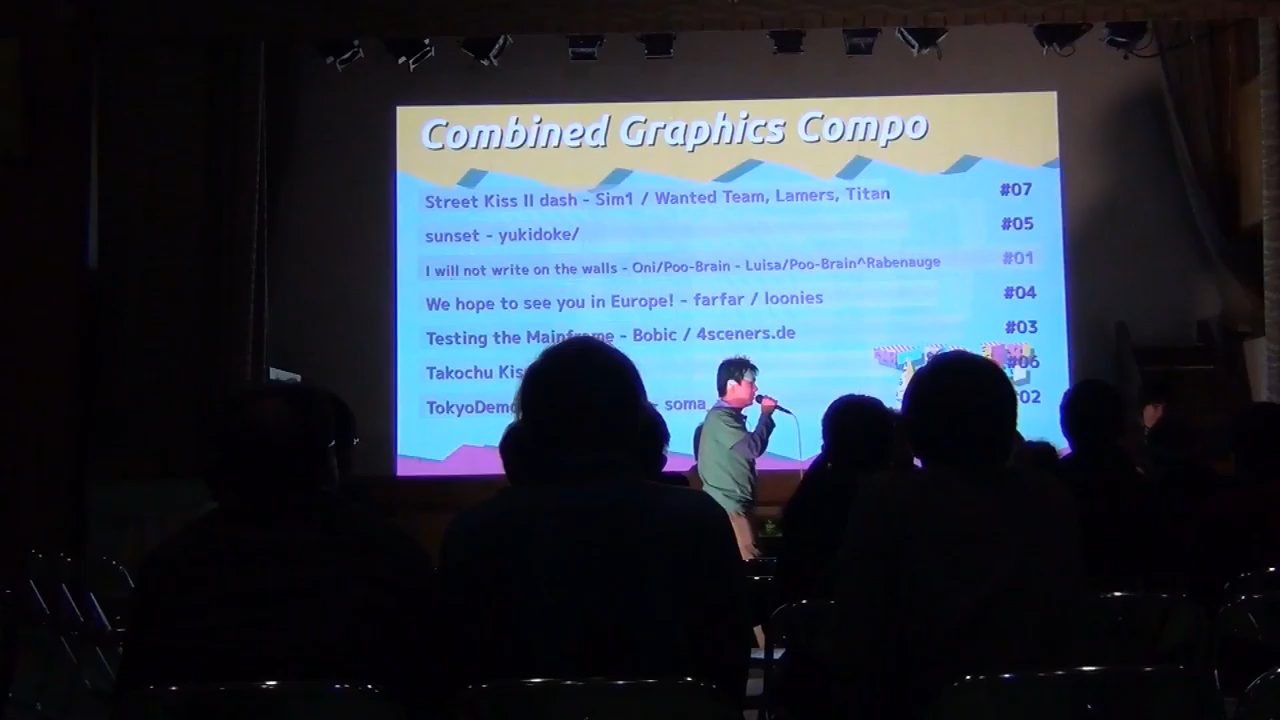 Combined Graphics Compo
Street Kiss II dash - Sim1 / Wanted Team, Lamers, Titan #07
sunset - yukidoke/ #05
I will not write on the walls - Oni/Poo-Brain - Luisa/Poo-Brain^Rabenauge #01
We hope to see you in Europe! - farfar / loonies #04
Testing the Mainframe - Bobic / 4sceners.de #03
Takochu #06
- soma 02